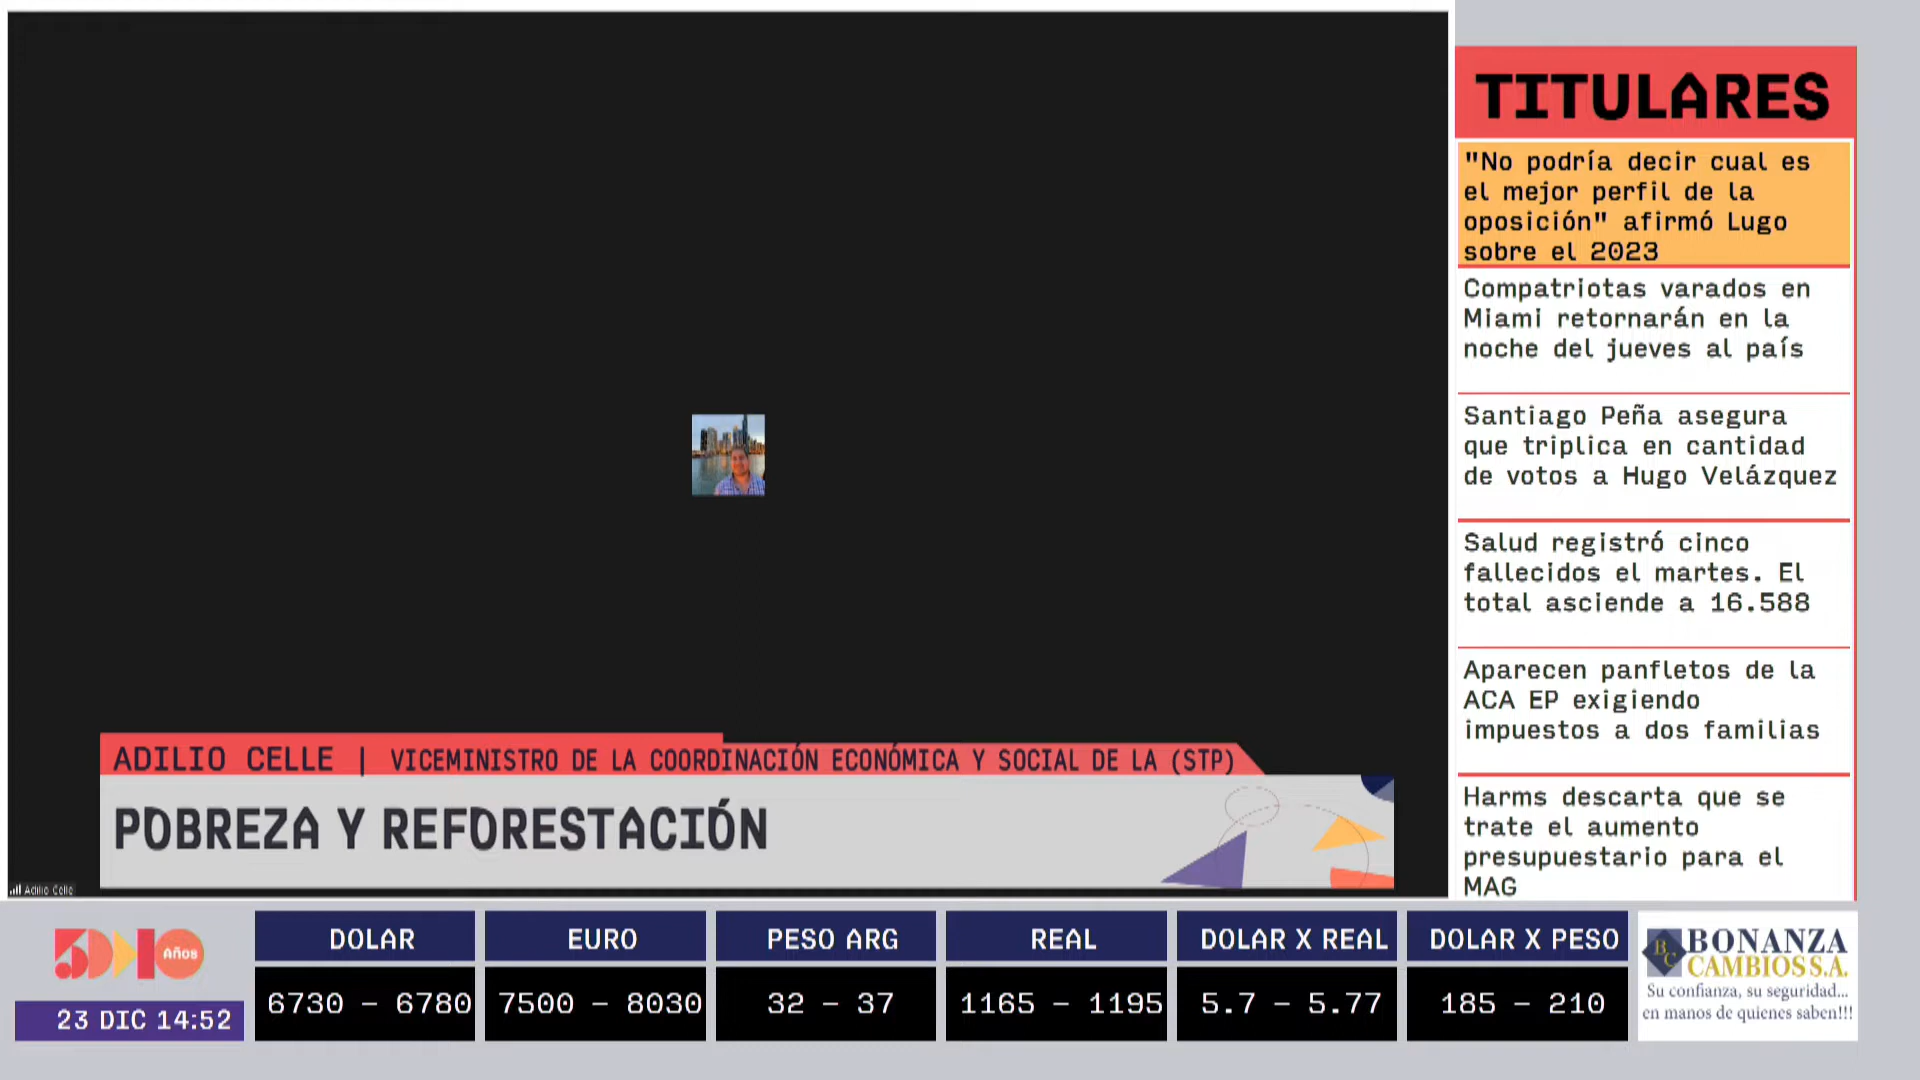 TITULARES
"No podría decir cual es
el mejor perfil de la
oposición" afirmó Lugo
sobre el 2023
Compatriotas varados en
Miami retornarán en la
noche del jueves al país
Santiago Peña asegura
que triplica en cantidad
de votos a Hugo Velázquez
Salud registró cinco
fallecidos el martes. El
total asciende a 16.588
Aparecen panfletos de la
ACA EP exigiendo
impuestos a dos familias
Harms descarta que se
trate el aumento
presupuestario para el
MAG
ADILIO CELLE | VICEMINISTRO DE LA COORDINACIÓN ECONÓMICA Y SOCIAL DE LA (STP)
POBREZA Y REFORESTACIÓN
Adilio Celle
Años
23 DIC 14:52
DOLAR
6730 - 6780
EURO
7500 - 8030
PESO ARG
32 - 37
REAL
1165 - 1195
DOLAR X REAL
5.7 - 5.77
DOLAR X PESO
185 - 210
BC
BONANZA
CAMBIOS S.A.
Su confianza, su seguridad...
en manos de quienes saben!!!